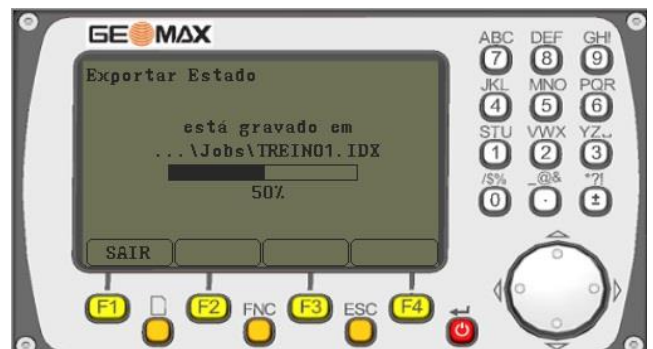 GEOMAX
Exportar Estado
está gravado em
...\Jobs\TREINO1.IDX
50%
SAIR
F1
F2
FNC
F3
ESC
F4
ABC DEF GHI
7 8 9
JKL MNO PQR
4 5 6
STU VWX YZ␣
1 2 3
/$% _@& *?!
0 . ±